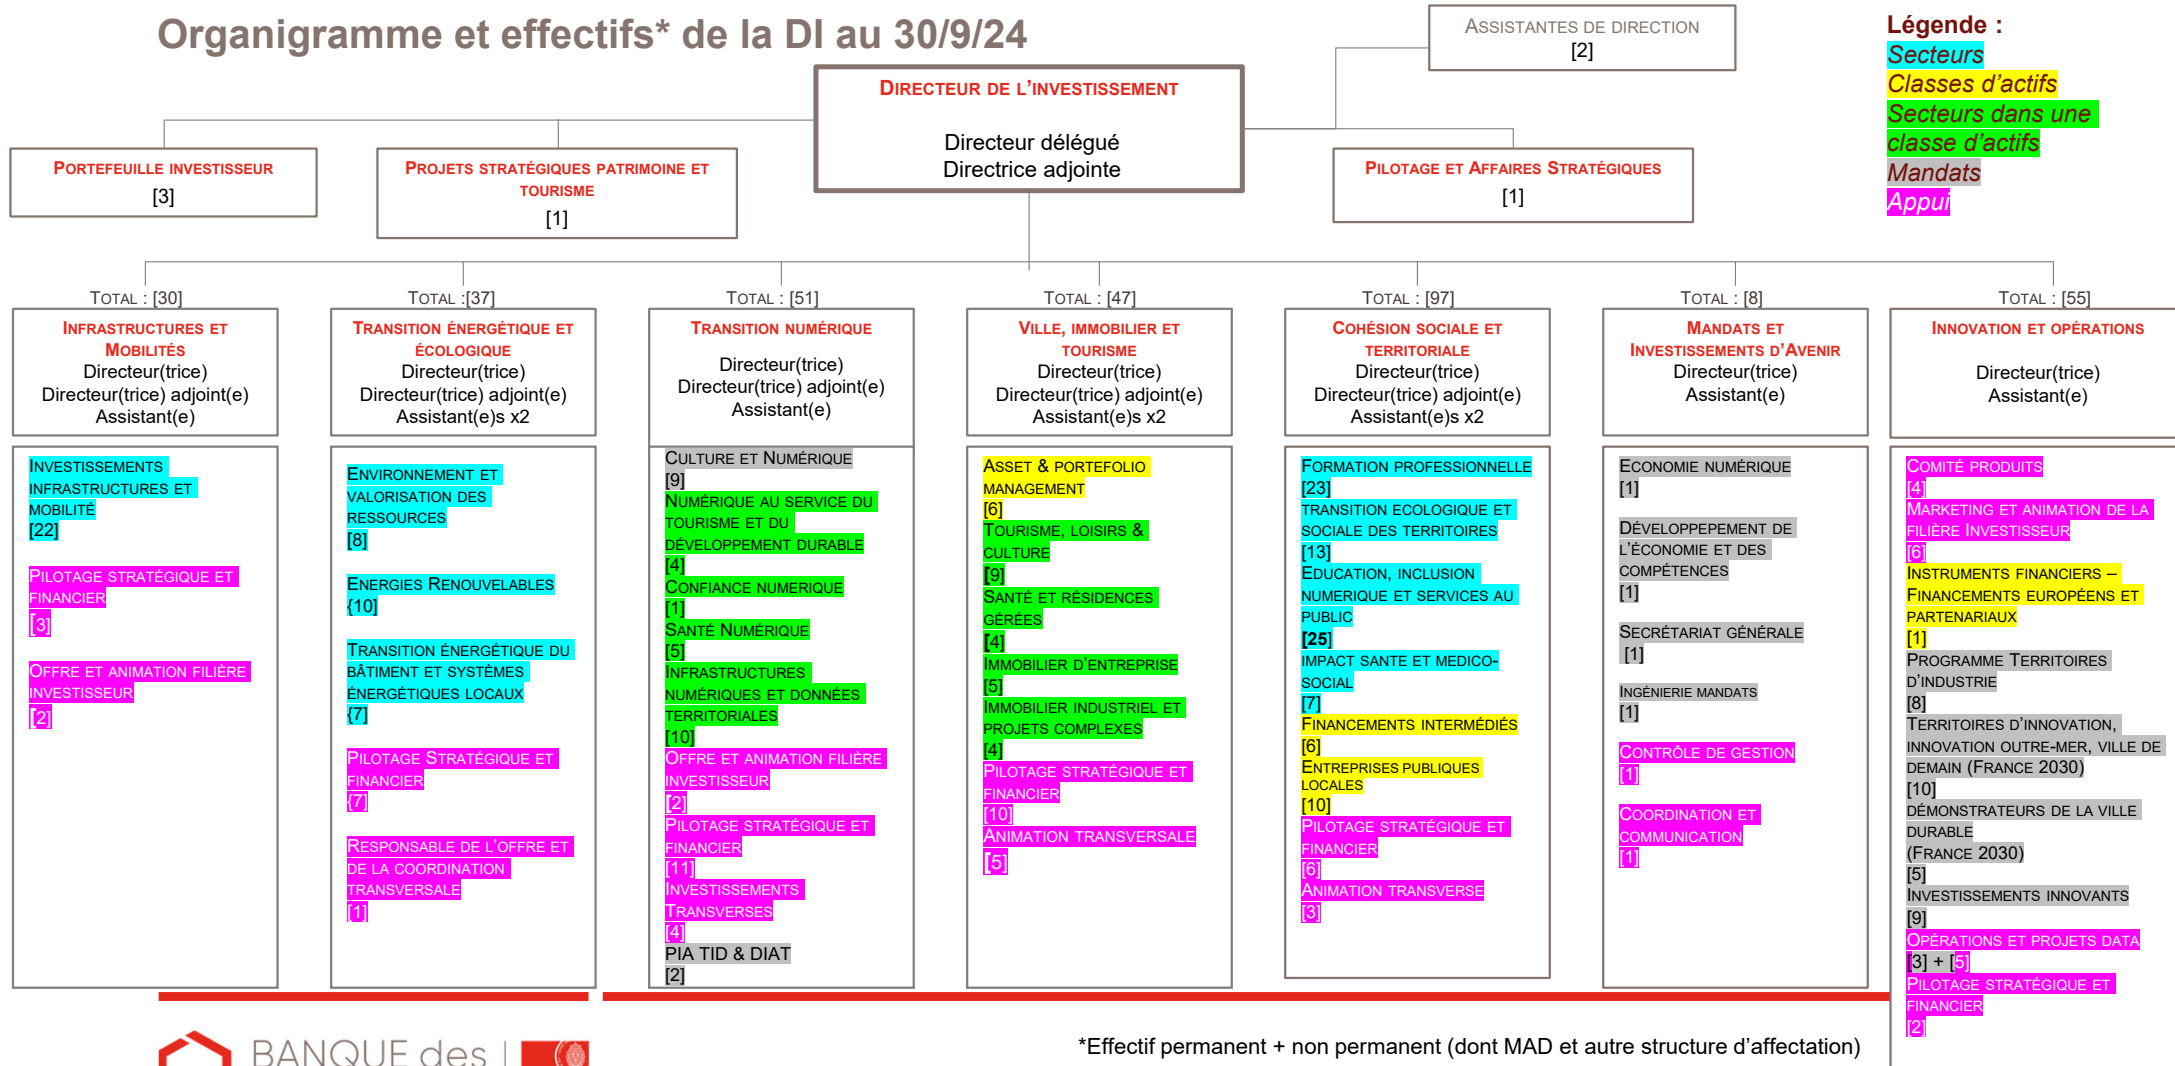 Organigramme et effectifs* de la DI au 30/9/24
ASSISTANTES DE DIRECTION
[2]
Légende :
Secteurs
Classes d'actifs
Secteurs dans une
classe d'actifs
Mandats
Appui
DIRECTEUR DE L'INVESTISSEMENT
Directeur délégué
Directrice adjointe
PORTEFEUILLE INVESTISSEUR
[3]
PROJETS STRATÉGIQUES PATRIMOINE ET
TOURISME
[1]
PILOTAGE ET AFFAIRES STRATÉGIQUES
[1]
TOTAL : [30]
INFRASTRUCTURES ET
MOBILITÉS
Directeur(trice)
Directeur(trice) adjoint(e)
Assistant(e)
INVESTISSEMENTS
INFRASTRUCTURES ET
MOBILITÉ
[22]
PILOTAGE STRATÉGIQUE ET
FINANCIER
[3]
OFFRE ET ANIMATION FILIÈRE
INVESTISSEUR
[2]
TOTAL :[37]
TRANSITION ÉNERGÉTIQUE ET
ÉCOLOGIQUE
Directeur(trice)
Directeur(trice) adjoint(e)
Assistant(e)s x2
ENVIRONNEMENT ET
VALORISATION DES
RESSOURCES
[8]
ENERGIES RENOUVELABLES
{10]
TRANSITION ÉNERGÉTIQUE DU
BÂTIMENT ET SYSTÈMES
ÉNERGÉTIQUES LOCAUX
{7]
PILOTAGE STRATÉGIQUE ET
FINANCIER
{7]
RESPONSABLE DE L'OFFRE ET
DE LA COORDINATION
TRANSVERSALE
[1]
TOTAL : [51]
TRANSITION NUMÉRIQUE
Directeur(trice)
Directeur(trice) adjoint(e)
Assistant(e)
CULTURE ET NUMÉRIQUE
[9]
NUMÉRIQUE AU SERVICE DU
TOURISME ET DU
DÉVELOPPEMENT DURABLE
[4]
CONFIANCE NUMERIQUE
[1]
SANTÉ NUMÉRIQUE
[5]
INFRASTRUCTURES
NUMÉRIQUES ET DONNÉES
TERRITORIALES
[10]
OFFRE ET ANIMATION FILIÈRE
INVESTISSEUR
[2]
PILOTAGE STRATÉGIQUE ET
FINANCIER
[11]
INVESTISSEMENTS
TRANSVERSES
[4]
PIA TID & DIAT
[2]
TOTAL : [47]
VILLE, IMMOBILIER ET
TOURISME
Directeur(trice)
Directeur(trice) adjoint(e)
Assistant(e)s x2
ASSET & PORTEFOLIO
MANAGEMENT
[6]
TOURISME, LOISIRS &
CULTURE
[9]
SANTÉ ET RÉSIDENCES
GÉRÉES
[4]
IMMOBILIER D'ENTREPRISE
[5]
IMMOBILIER INDUSTRIEL ET
PROJETS COMPLEXES
[4]
PILOTAGE STRATÉGIQUE ET
FINANCIER
[10]
ANIMATION TRANSVERSALE
[5]
TOTAL : [97]
COHÉSION SOCIALE ET
TERRITORIALE
Directeur(trice)
Directeur(trice) adjoint(e)
Assistant(e)s x2
FORMATION PROFESSIONNELLE
[23]
TRANSITION ECOLOGIQUE ET
SOCIALE DES TERRITOIRES
[13]
EDUCATION, INCLUSION
NUMERIQUE ET SERVICES AU
PUBLIC
[25]
IMPACT SANTE ET MEDICO-
SOCIAL
[7]
FINANCEMENTS INTERMÉDIÉS
[6]
ENTREPRISES PUBLIQUES
LOCALES
[10]
PILOTAGE STRATÉGIQUE ET
FINANCIER
[6]
ANIMATION TRANSVERSE
[3]
TOTAL : [8]
MANDATS ET
INVESTISSEMENTS D'AVENIR
Directeur(trice)
Assistant(e)
ECONOMIE NUMÉRIQUE
[1]
DÉVELOPPEPEMENT DE
L'ÉCONOMIE ET DES
COMPÉTENCES
[1]
SECRÉTARIAT GÉNÉRALE
[1]
INGÉNIERIE MANDATS
[1]
CONTRÔLE DE GESTION
[1]
COORDINATION ET
COMMUNICATION
[1]
TOTAL : [55]
INNOVATION ET OPÉRATIONS
Directeur(trice)
Assistant(e)
COMITÉ PRODUITS
[4]
MARKETING ET ANIMATION DE LA
FILIÈRE INVESTISSEUR
[6]
INSTRUMENTS FINANCIERS –
FINANCEMENTS EUROPÉENS ET
PARTENARIAUX
[1]
PROGRAMME TERRITOIRES
D'INDUSTRIE
[8]
TERRITOIRES D'INNOVATION,
INNOVATION OUTRE-MER, VILLE DE
DEMAIN (FRANCE 2030)
[10]
DÉMONSTRATEURS DE LA VILLE
DURABLE
(FRANCE 2030)
[5]
INVESTISSEMENTS INNOVANTS
[9]
OPÉRATIONS ET PROJETS DATA
[3] + [5]
PILOTAGE STRATÉGIQUE ET
FINANCIER
[2]
BANQUE des
*Effectif permanent + non permanent (dont MAD et autre structure d'affectation)